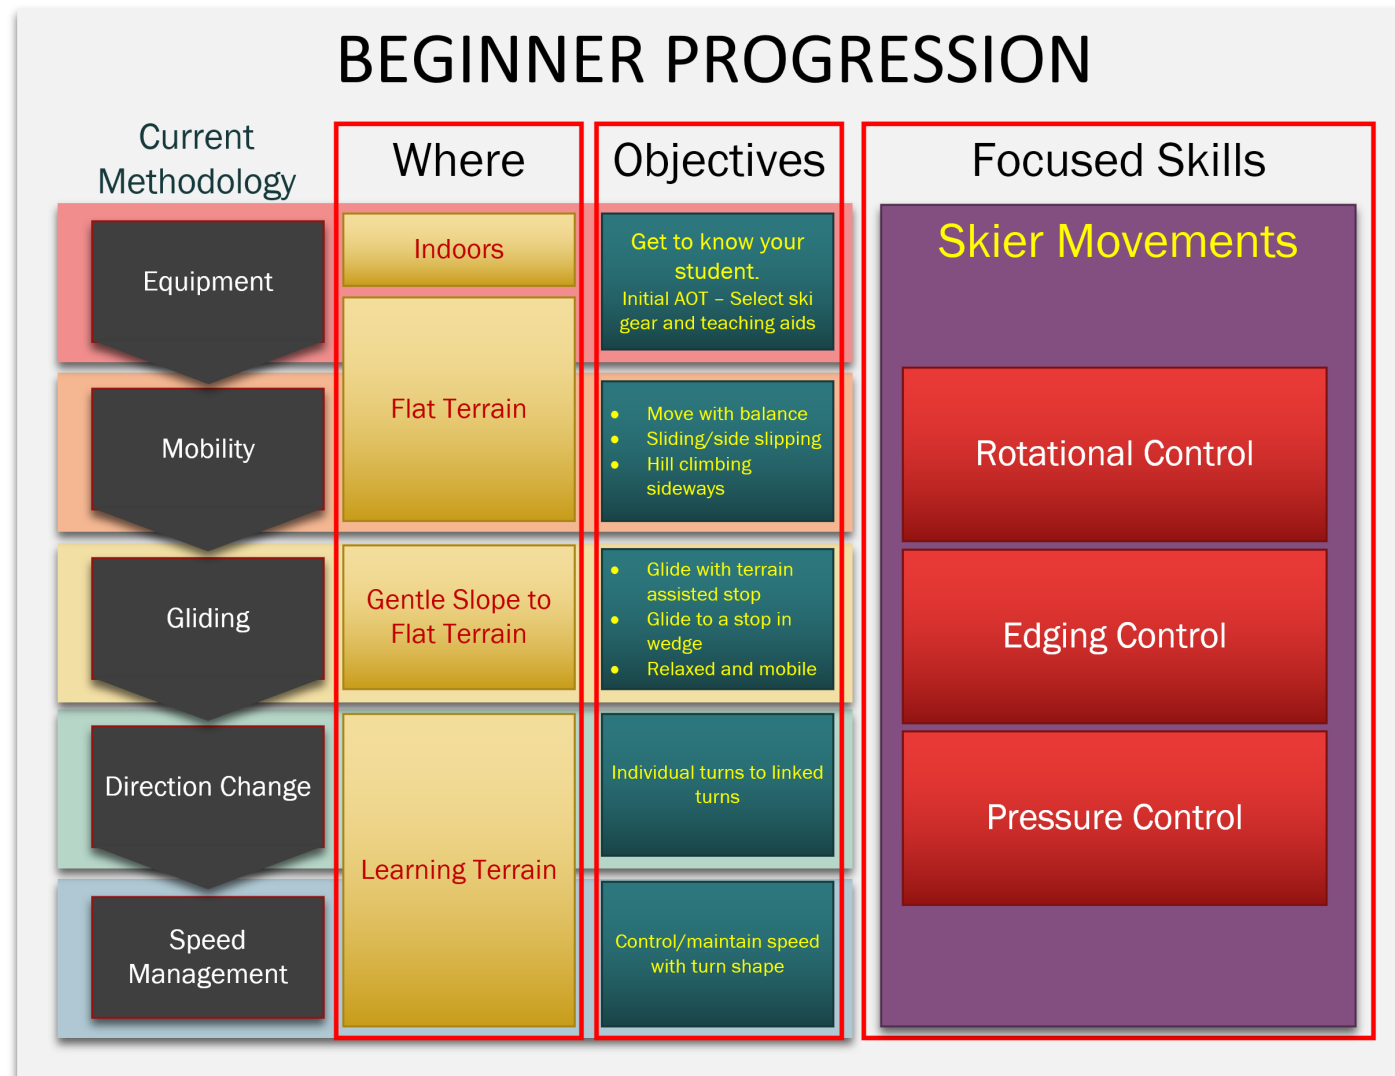 BEGINNER PROGRESSION
Current
Methodology
Where
Objectives
Focused Skills
Equipment
Indoors
Get to know your
student.
Initial AOT – Select ski
gear and teaching aids
Skier Movements
Mobility
Flat Terrain
● Move with balance
● Sliding/side slipping
● Hill climbing
sideways
Rotational Control
Gliding
Gentle Slope to
Flat Terrain
● Glide with terrain
assisted stop
● Glide to a stop in
wedge
● Relaxed and mobile
Edging Control
Direction Change
Individual turns to linked
turns
Pressure Control
Learning Terrain
Speed
Management
Control/maintain speed
with turn shape